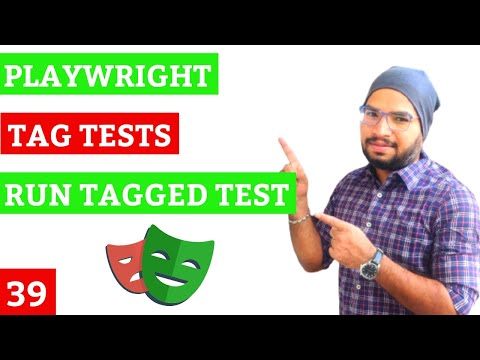 PLAYWRIGHT
TAG TESTS
RUN TAGGED TEST
39